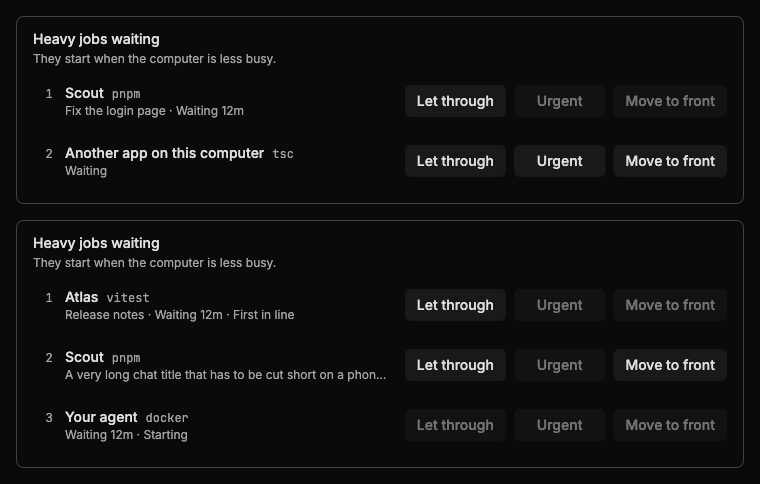 Heavy jobs waiting
They start when the computer is less busy.
1 Scout pnpm Let through Urgent Move to front
Fix the login page · Waiting 12m
2 Another app on this computer tsc Let through Urgent Move to front
Waiting
Heavy jobs waiting
They start when the computer is less busy.
1 Atlas vitest Let through Urgent Move to front
Release notes · Waiting 12m · First in line
2 Scout pnpm Let through Urgent Move to front
A very long chat title that has to be cut short on a phon...
3 Your agent docker Let through Urgent Move to front
Waiting 12m · Starting